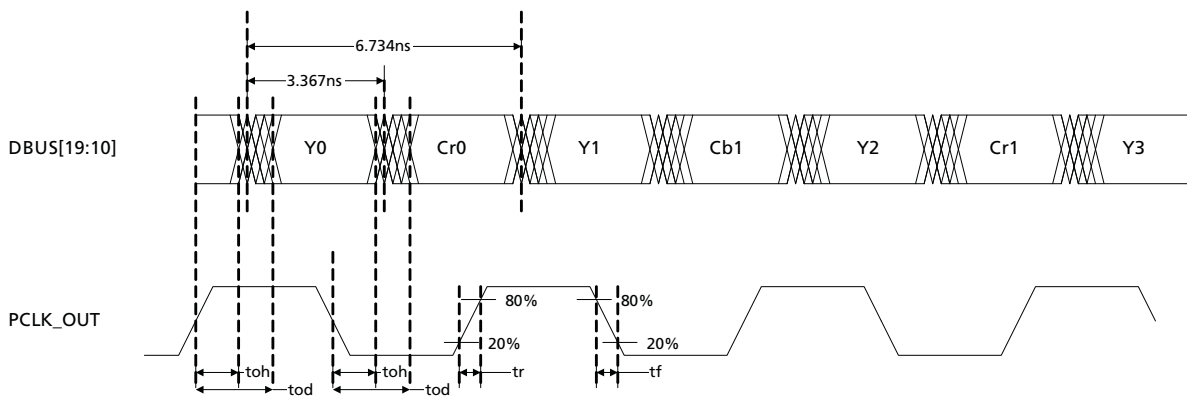 6.734ns
3.367ns
DBUS[19:10] Y0 Cr0 Y1 Cb1 Y2 Cr1 Y3
80% 80%
PCLK_OUT
20% 20%
toh toh tr tf
tod tod